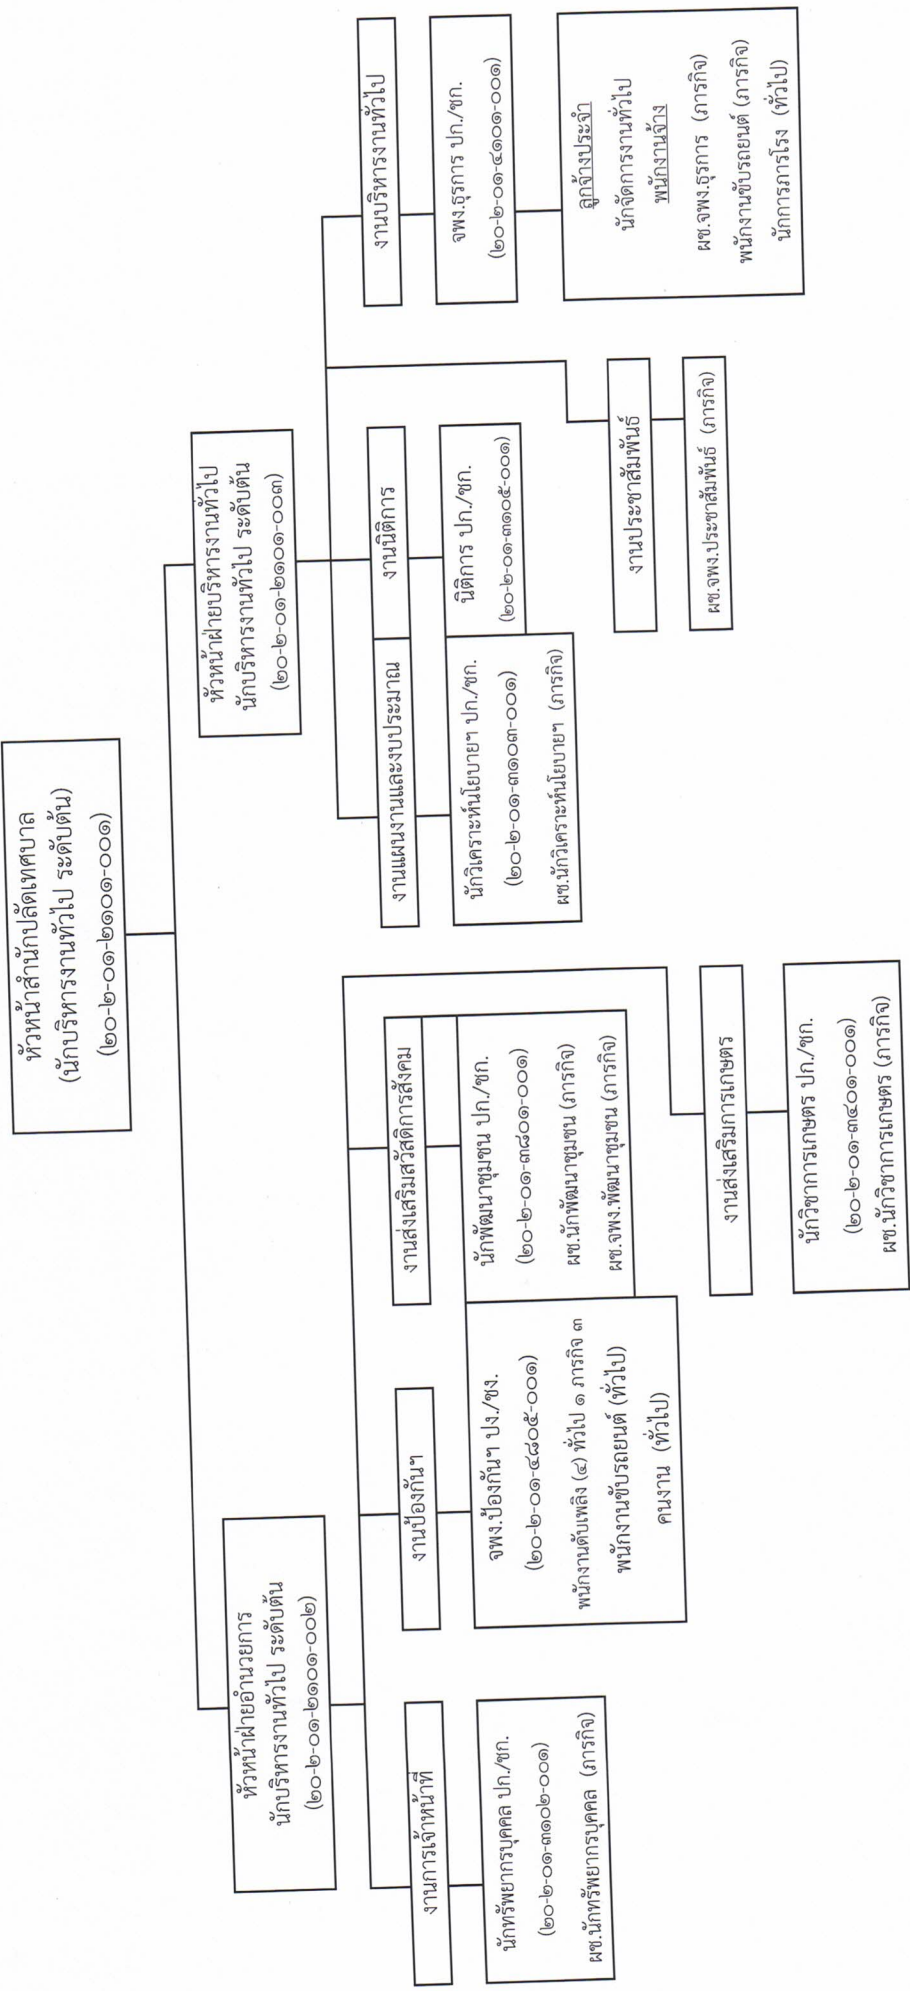 หัวหน้าสำนักปลัดเทศบาล
(นักบริหารงานทั่วไป ระดับต้น)
(๒๐-๒-๐๑-๒๑๐๑-๐๐๑)
หัวหน้าฝ่ายอำนวยการ
นักบริหารงานทั่วไป ระดับต้น
(๒๐-๒-๐๑-๒๑๐๑-๐๐๒)
หัวหน้าฝ่ายบริหารงานทั่วไป
นักบริหารงานทั่วไป ระดับต้น
(๒๐-๒-๐๑-๒๑๐๑-๐๐๓)
งานการเจ้าหน้าที่
นักทรัพยากรบุคคล ปก./ชก.
(๒๐-๒-๐๑-๓๑๐๒-๐๐๑)
ผช.นักทรัพยากรบุคคล (ภารกิจ)
งานป้องกันฯ
จพง.ป้องกันฯ ปง./ชง.
(๒๐-๒-๐๑-๔๘๐๕-๐๐๑)
พนักงานดับเพลิง (๔) ทั่วไป ๑ ภารกิจ ๓
พนักงานขับรถยนต์ (ทั่วไป)
คนงาน (ทั่วไป)
งานส่งเสริมสวัสดิการสังคม
นักพัฒนาชุมชน ปก./ชก.
(๒๐-๒-๐๑-๓๘๐๑-๐๐๑)
ผช.นักพัฒนาชุมชน (ภารกิจ)
ผช.จพง.พัฒนาชุมชน (ภารกิจ)
งานส่งเสริมการเกษตร
นักวิชาการเกษตร ปก./ชก.
(๒๐-๒-๐๑-๓๔๐๑-๐๐๑)
ผช.นักวิชาการเกษตร (ภารกิจ)
งานแผนงานและงบประมาณ
นักวิเคราะห์นโยบายฯ ปก./ชก.
(๒๐-๒-๐๑-๓๑๐๓-๐๐๑)
ผช.นักวิเคราะห์นโยบายฯ (ภารกิจ)
งานนิติการ
นิติการ ปก./ชก.
(๒๐-๒-๐๑-๓๑๐๕-๐๐๑)
งานประชาสัมพันธ์
ผช.จพง.ประชาสัมพันธ์ (ภารกิจ)
งานบริหารงานทั่วไป
จพง.ธุรการ ปก./ชก.
(๒๐-๒-๐๑-๔๑๐๑-๐๐๑)
ลูกจ้างประจำ
นักจัดการงานทั่วไป
พนักงานจ้าง
ผช.จพง.ธุรการ (ภารกิจ)
พนักงานขับรถยนต์ (ภารกิจ)
นักการภารโรง (ทั่วไป)